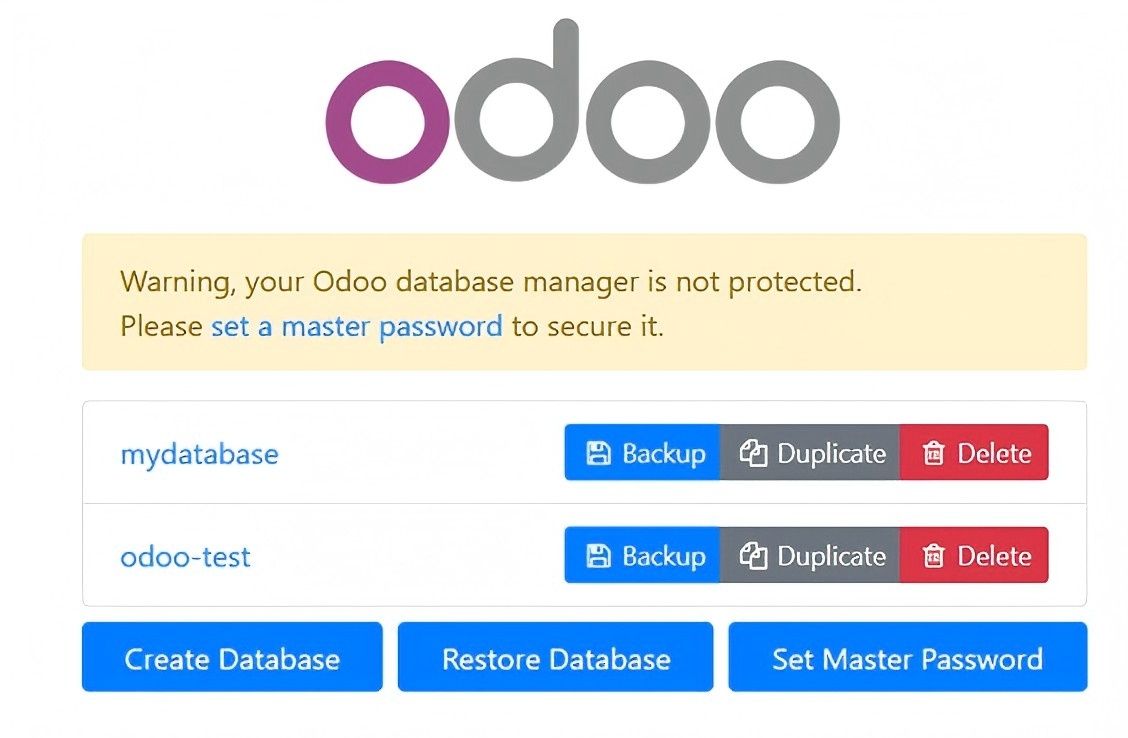 odoo
Warning, your Odoo database manager is not protected.
Please set a master password to secure it.
mydatabase Backup Duplicate Delete
odoo-test Backup Duplicate Delete
Create Database Restore Database Set Master Password